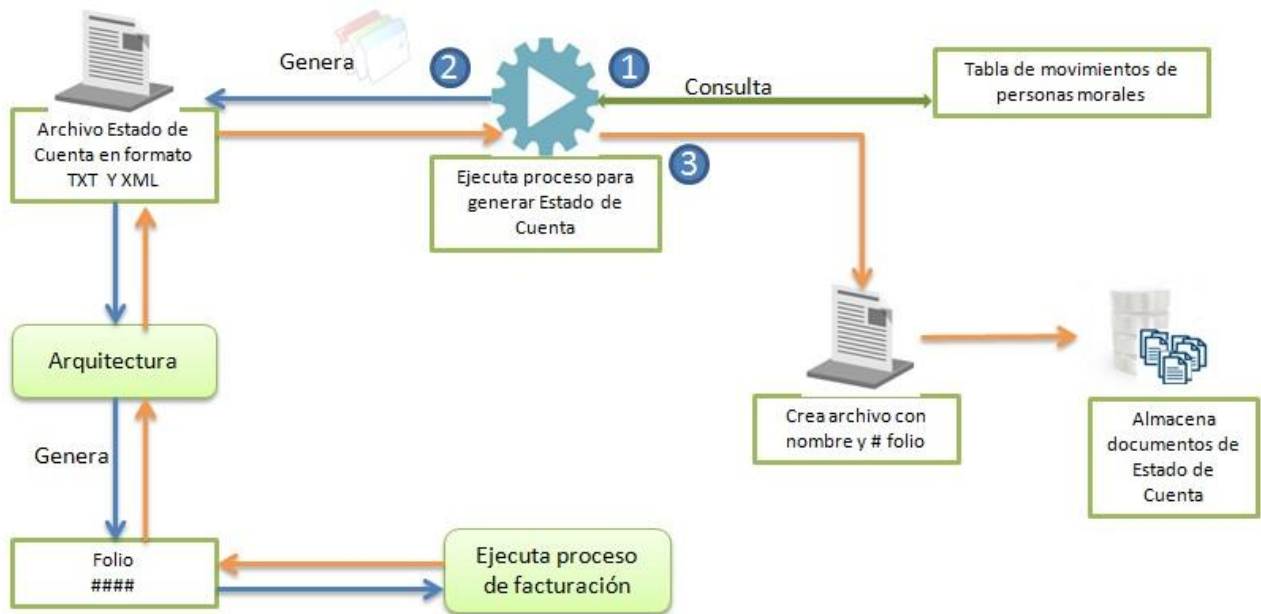 Genera
2
1
Consulta
Tabla de movimientos de
personas morales
Archivo Estado de
Cuenta en formato
TXT Y XML
Ejecuta proceso para
generar Estado de
Cuenta
3
Arquitectura
Genera
Crea archivo con
nombre y # folio
Almacena
documentos de
Estado de
Cuenta
Folio
####
Ejecuta proceso
de facturación